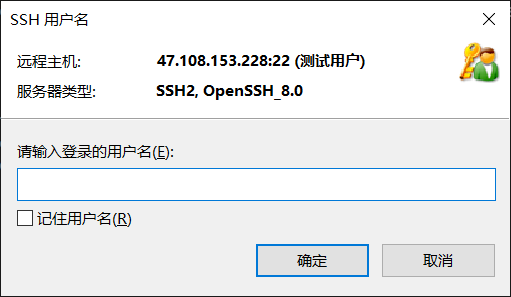 SSH 用户名
远程主机: 47.108.153.228:22 (测试用户)
服务器类型: SSH2, OpenSSH_8.0
请输入登录的用户名(E):
记住用户名(R)
确定 取消